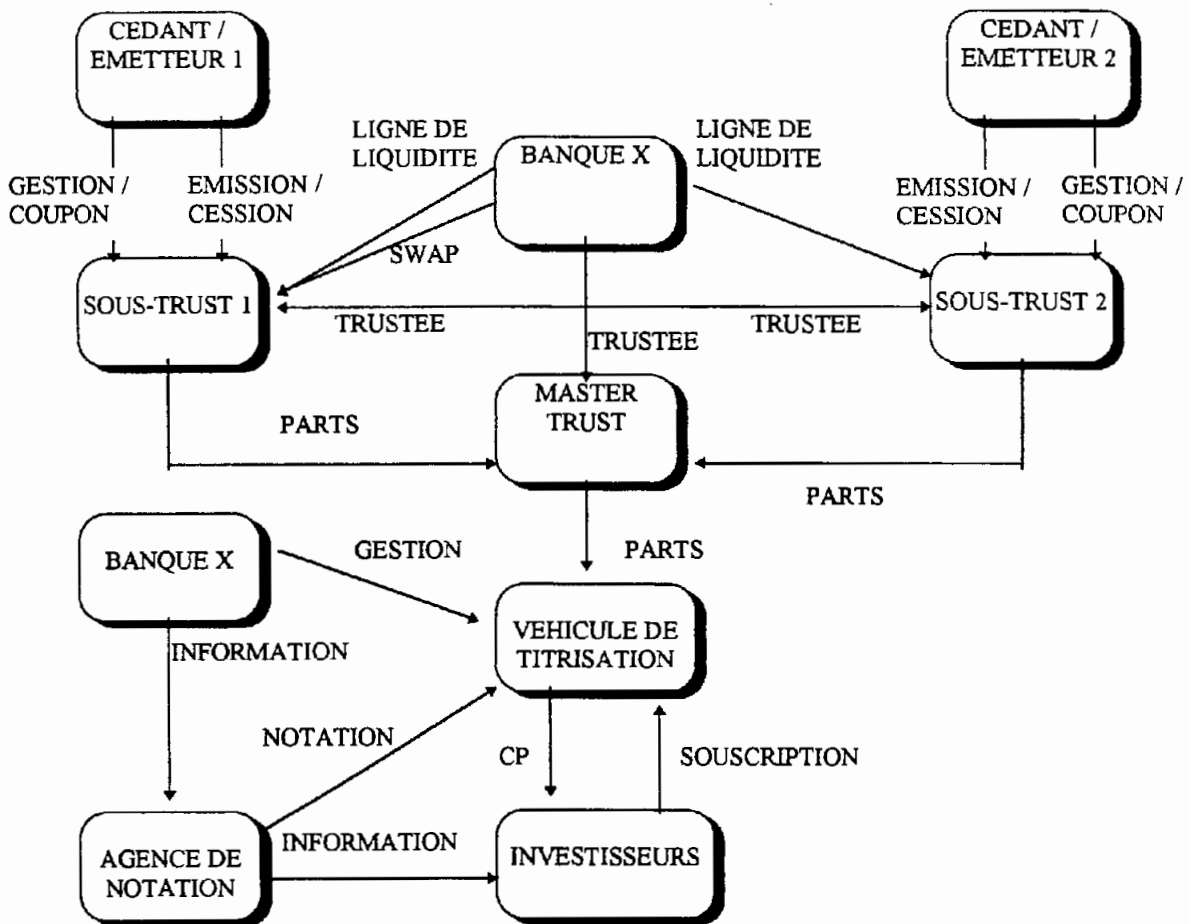 CEDANT /
EMETTEUR 1
CEDANT /
EMETTEUR 2
LIGNE DE
LIQUIDITE
BANQUE X
LIGNE DE
LIQUIDITE
GESTION /
COUPON
EMISSION /
CESSION
EMISSION /
CESSION
GESTION /
COUPON
SWAP
SOUS-TRUST 1
SOUS-TRUST 2
TRUSTEE
TRUSTEE
TRUSTEE
MASTER
TRUST
PARTS
PARTS
BANQUE X
GESTION
PARTS
INFORMATION
VEHICULE DE
TITRISATION
NOTATION
CP
SOUSCRIPTION
INFORMATION
AGENCE DE
NOTATION
INVESTISSEURS